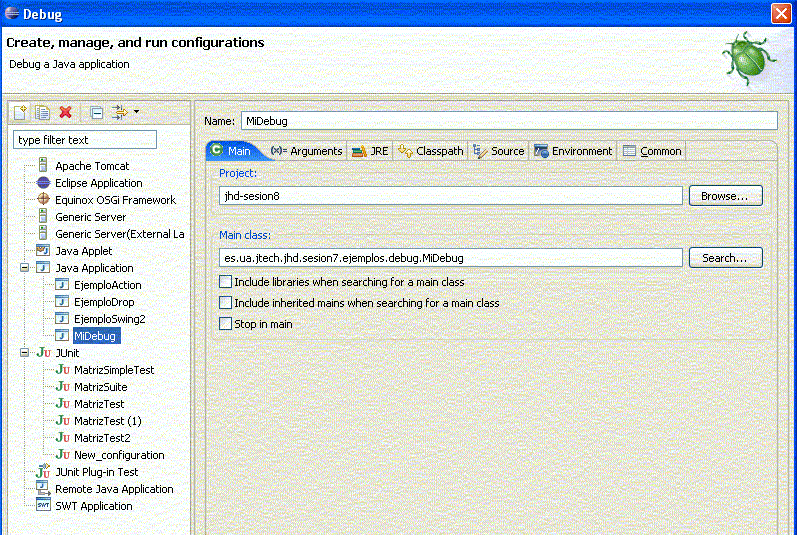 Debug
Create, manage, and run configurations
Debug a Java application
type filter text
Apache Tomcat
Eclipse Application
Equinox OSGi Framework
Generic Server
Generic Server(External La
Java Applet
Java Application
EjemploAction
EjemploDrop
EjemploSwing2
MiDebug
JUnit
MatrizSimpleTest
MatrizSuite
MatrizTest
MatrizTest (1)
MatrizTest2
New_configuration
JUnit Plug-in Test
Remote Java Application
SWT Application
Name: MiDebug
Main (x)= Arguments JRE Classpath Source Environment Common
Project:
jhd-sesion8 Browse...
Main class:
es.ua.jtech.jhd.sesion7.ejemplos.debug.MiDebug Search...
Include libraries when searching for a main class
Include inherited mains when searching for a main class
Stop in main